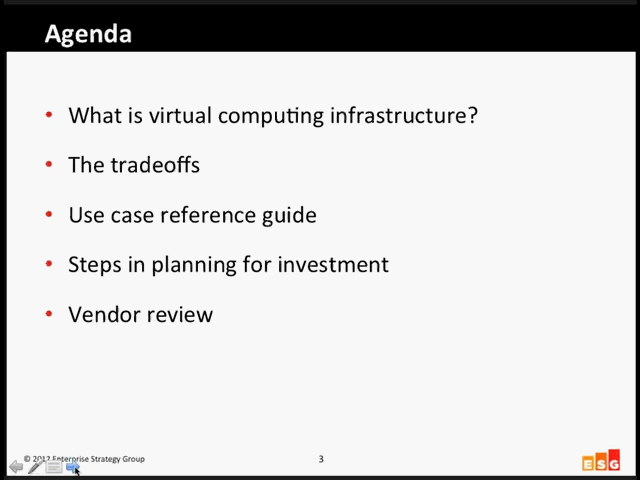 Agenda
• What is virtual computing infrastructure?
• The tradeoffs
• Use case reference guide
• Steps in planning for investment
• Vendor review
© 2012 Enterprise Strategy Group
3
ESG